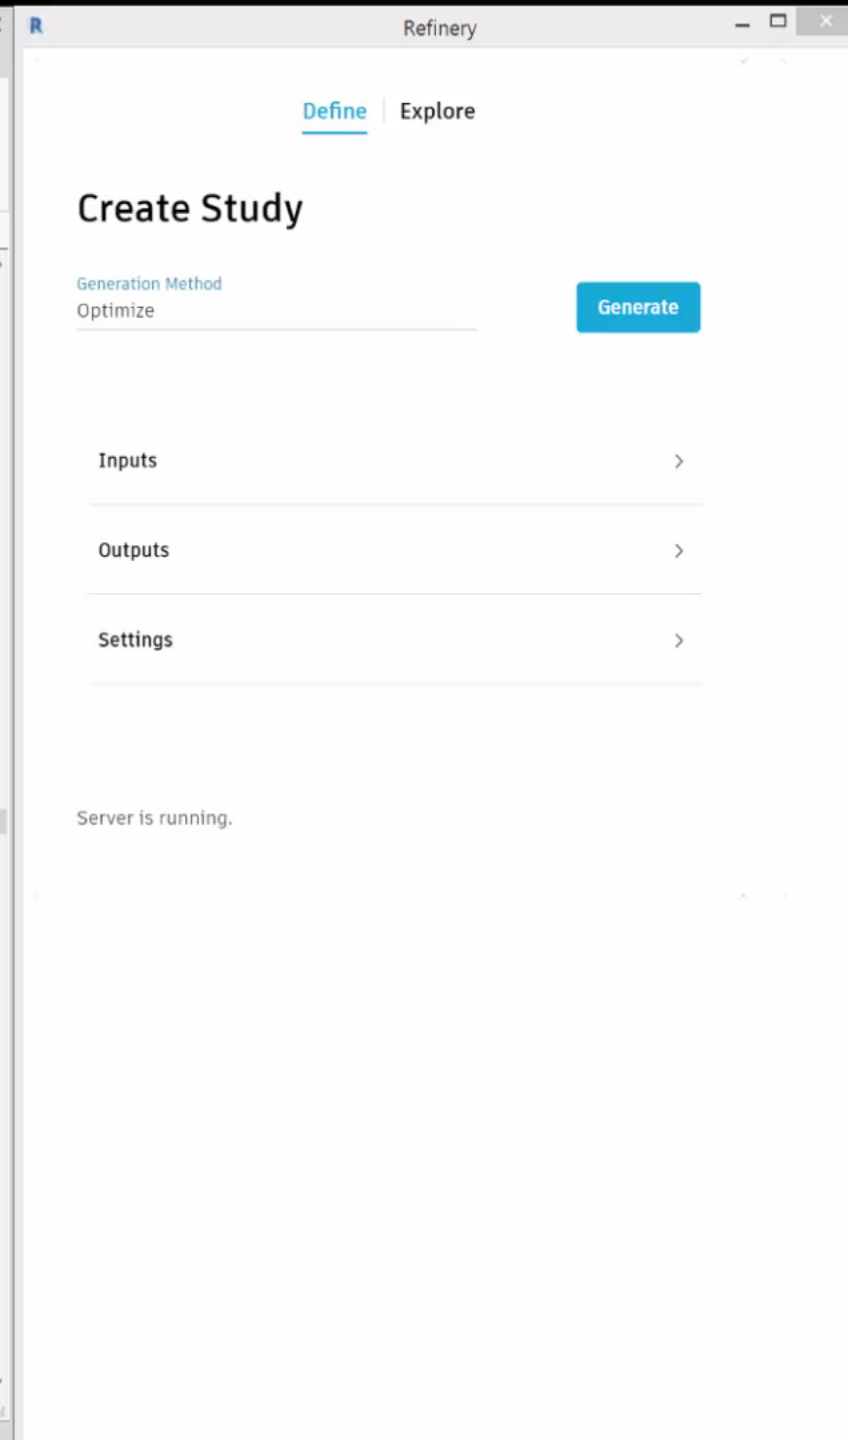 R Refinery
Define Explore
Create Study
Generation Method
Optimize
Generate
Inputs
Outputs
Settings
Server is running.